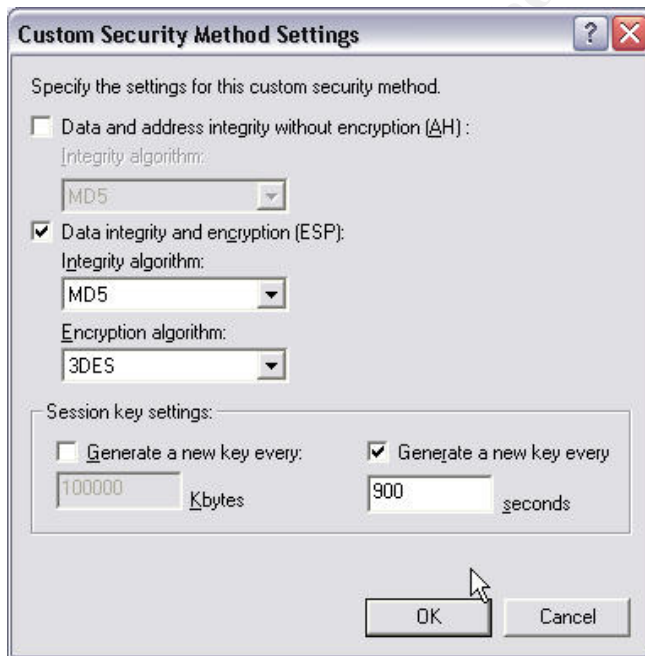 Custom Security Method Settings
Specify the settings for this custom security method.
Data and address integrity without encryption (AH) :
Integrity algorithm:
MD5
Data integrity and encryption (ESP):
Integrity algorithm:
MD5
Encryption algorithm:
3DES
Session key settings:
Generate a new key every: Generate a new key every
100000 Kbytes 900 seconds
OK Cancel